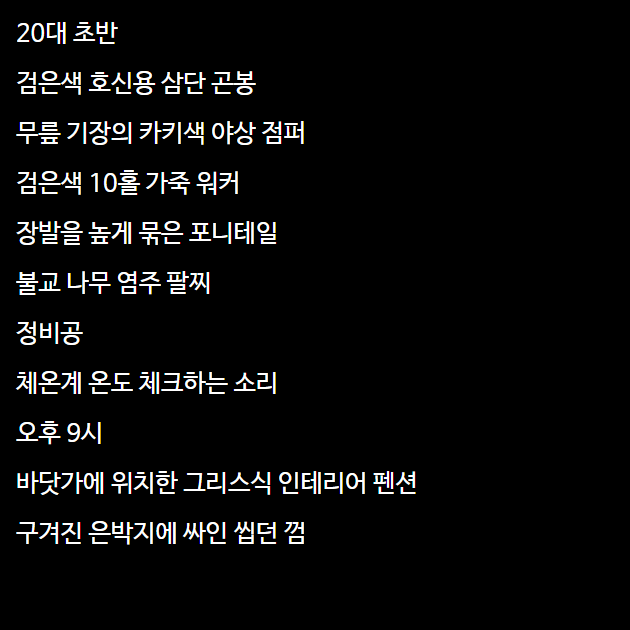 20대 초반
검은색 호신용 삼단 곤봉
무릎 기장의 카키색 야상 점퍼
검은색 10홀 가죽 워커
장발을 높게 묶은 포니테일
불교 나무 염주 팔찌
정비공
체온계 온도 체크하는 소리
오후 9시
바닷가에 위치한 그리스식 인테리어 펜션
구겨진 은박지에 싸인 씹던 껌